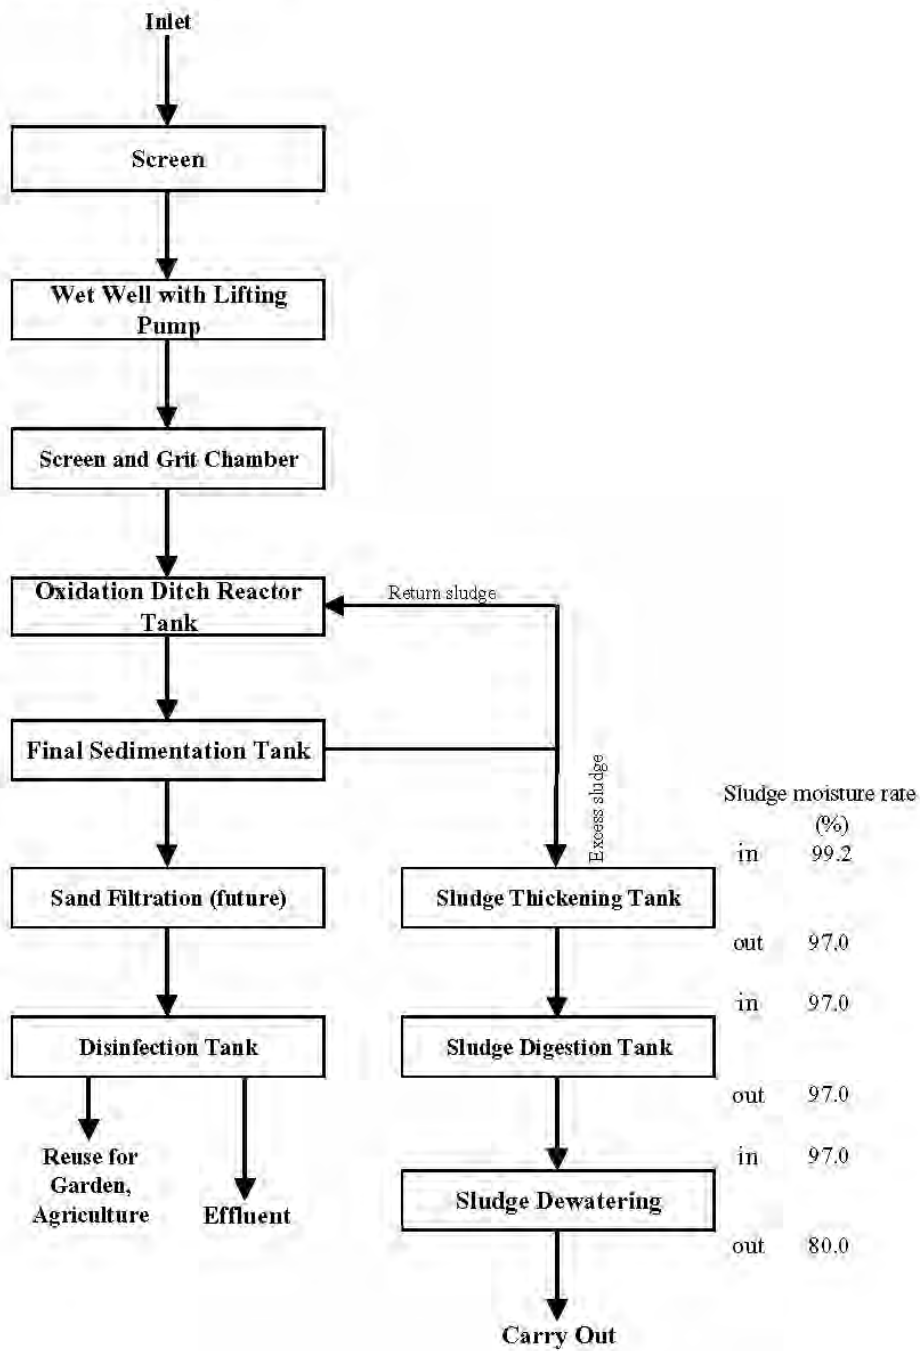 Inlet
Screen
Wet Well with Lifting
Pump
Screen and Grit Chamber
Oxidation Ditch Reactor
Tank
Return sludge
Final Sedimentation Tank
Excess sludge
Sludge moisture rate
(%)
in 99.2
Sand Filtration (future)
Sludge Thickening Tank
out 97.0
in 97.0
Disinfection Tank
Sludge Digestion Tank
out 97.0
Reuse for
Garden,
Agriculture
Effluent
in 97.0
Sludge Dewatering
out 80.0
Carry Out